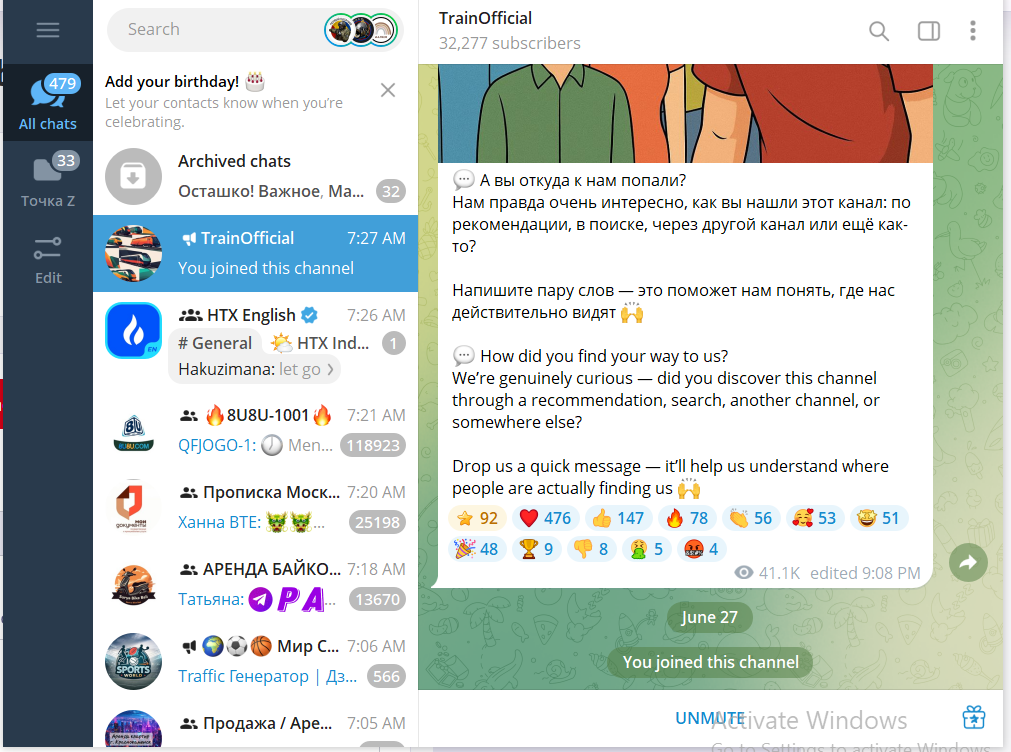 Search
479
All chats
33
Точка Z
Edit
Add your birthday! 🎂
Let your contacts know when you're
celebrating.
Archived chats
Осташко! Важное, Ma...
32
TrainOfficial
7:27 AM
You joined this channel
HTX English
7:26 AM
# General
HTX Ind...
1
Hakuzimana: let go
EN
🔥8U8U-1001🔥
7:21 AM
QFJOGO-1: 🕖 Men...
118923
8U8U.COM
Прописка Моск...
7:20 AM
Ханна ВТЕ: 🐲🐲...
25198
МОИ
документы
АРЕНДА БАЙКО...
7:18 AM
Татьяна: PA...
13670
🌍⚽🏀 Мир С...
7:06 AM
Traffic Генератор | Дз...
566
SPORTS
WORLD
Продажа / Аре...
7:05 AM
TrainOfficial
32,277 subscribers
💬 А вы откуда к нам попали?
Нам правда очень интересно, как вы нашли этот канал: по
рекомендации, в поиске, через другой канал или ещё как-
то?
Напишите пару слов — это поможет нам понять, где нас
действительно видят 🙌
💬 How did you find your way to us?
We're genuinely curious — did you discover this channel
through a recommendation, search, another channel, or
somewhere else?
Drop us a quick message — it'll help us understand where
people are actually finding us 🙌
⭐ 92 ❤ 476 👍 147 🔥 78 👏 56 🥰 53 🤩 51
🎉 48 🏆 9 👎 8 🤮 5 🤬 4
41.1K edited 9:08 PM
June 27
You joined this channel
UNMUTE
Activate Windows
Go to Settings to activate Windows